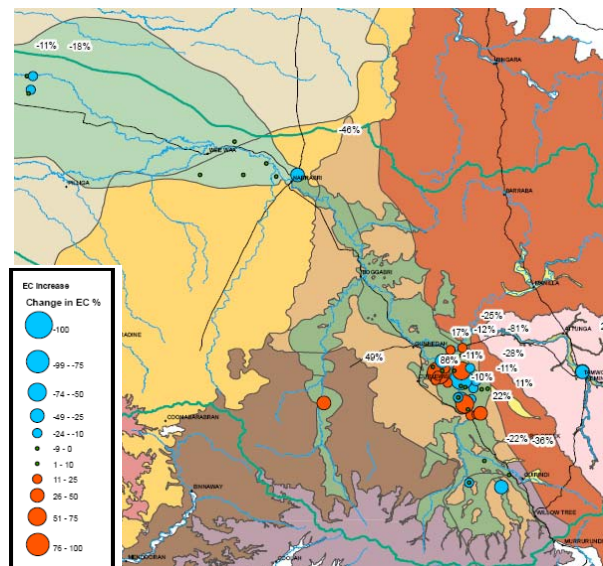 -11% -18%
BARRABA
-46%
WEE WAA
PILLIGA
NARRABRI
BOGGABRI
MANILLA
-25%
17% -12% -81%
ATTUNGA
GUNNEDAH
86% -11% -28%
49%
-11%
-10% 11%
22%
COONABARABRAN
-22% -36%
QUIRINDI
BINNAWAY
WILLOW TREE
MURRURUNDI
COOLAH
EC Increase
Change in EC %
-100
-99 - -75
-74 - -50
-49 - -25
-24 - -10
-9 - 0
1 - 10
11 - 25
26 - 50
51 - 75
76 - 100
RADINE